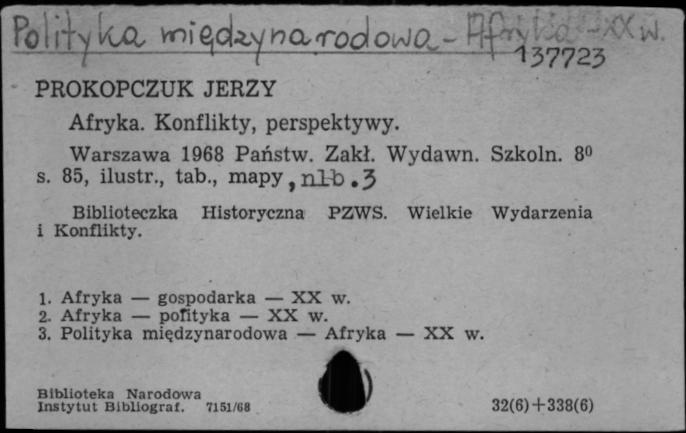 Polityka międzynarodowa - Afryka - XX w.
137723
PROKOPCZUK JERZY
Afryka. Konflikty, perspektywy.
Warszawa 1968 Państw. Zakł. Wydawn. Szkoln. 8⁰
s. 85, ilustr., tab., mapy, nlb. 3
Biblioteczka Historyczna PZWS. Wielkie Wydarzenia
i Konflikty.
1. Afryka — gospodarka — XX w.
2. Afryka — polityka — XX w.
3. Polityka międzynarodowa — Afryka — XX w.
Biblioteka Narodowa
Instytut Bibliograf. 7151/68
32(6)+338(6)